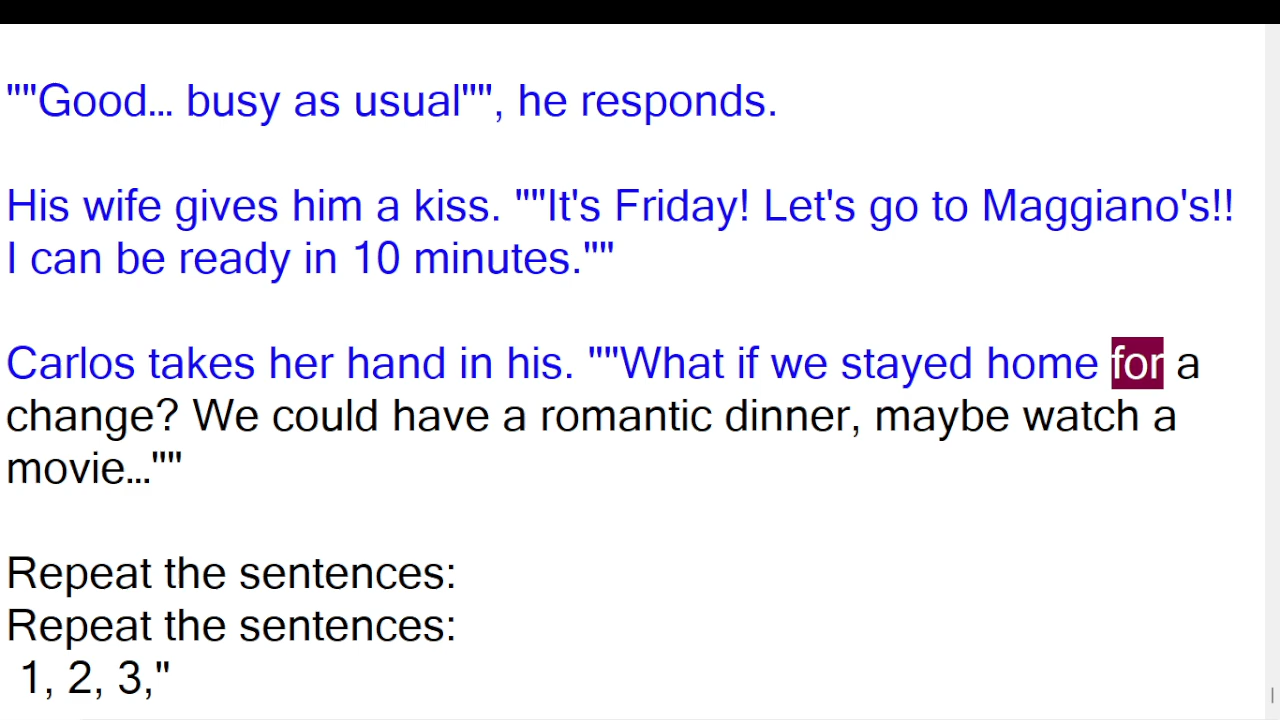 ""Good... busy as usual"", he responds.
His wife gives him a kiss. ""It's Friday! Let's go to Maggiano's!!
I can be ready in 10 minutes.""
Carlos takes her hand in his. ""What if we stayed home for a
change? We could have a romantic dinner, maybe watch a
movie...""
Repeat the sentences:
Repeat the sentences:
1, 2, 3,"